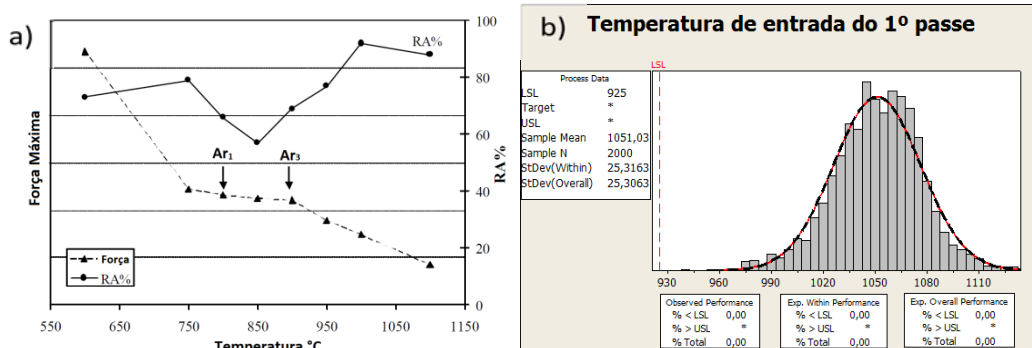 a)
Força Máxima
RA%
Ar₁
Ar₃
Força
RA%
100
80
60
40
20
0
RA%
550
650
750
850
950
1050
1150
Temperatura °C
b) Temperatura de entrada do 1º passe
LSL
Process Data
LSL 925
Target *
USL *
Sample Mean 1051,03
Sample N 2000
StDev(Within) 25,3163
StDev(Overall) 25,3063
930 960 990 1020 1050 1080 1110
Observed Performance
% < LSL 0,00
% > USL *
% Total 0,00
Exp. Within Performance
% < LSL 0,00
% > USL *
% Total 0,00
Exp. Overall Performance
% < LSL 0,00
% > USL *
% Total 0,00